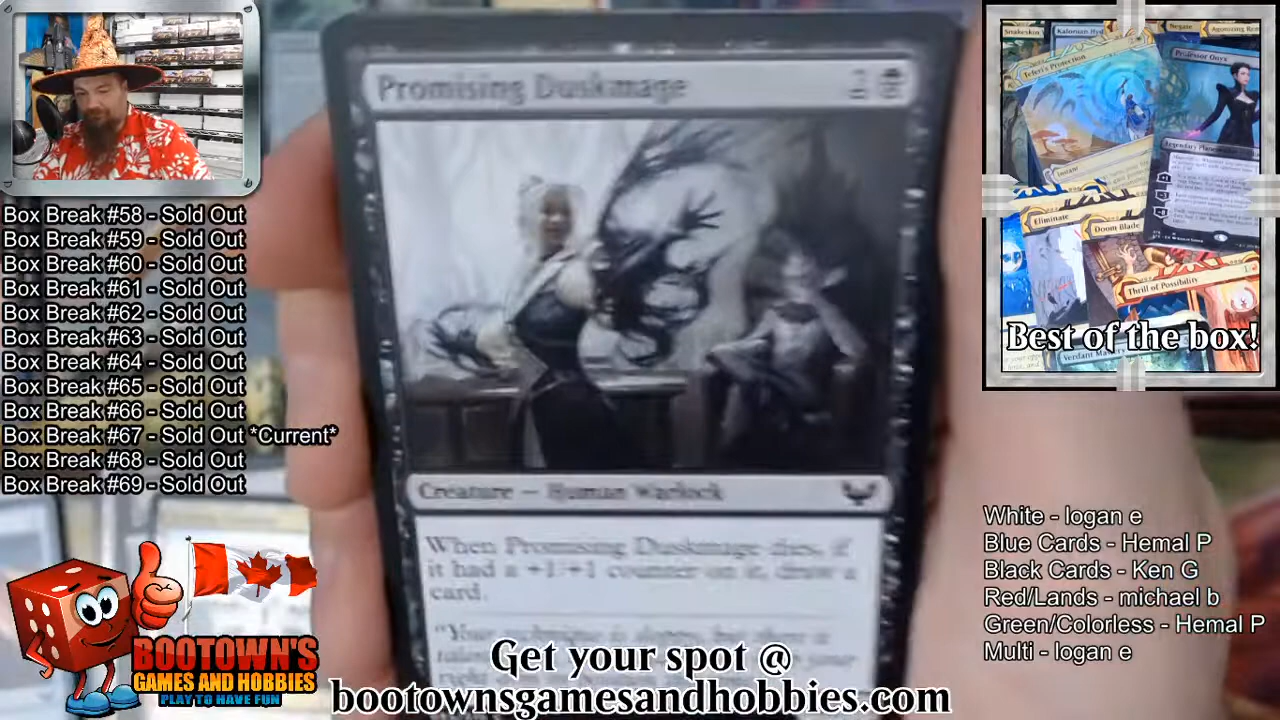 Box Break #58 - Sold Out
Box Break #59 - Sold Out
Box Break #60 - Sold Out
Box Break #61 - Sold Out
Box Break #62 - Sold Out
Box Break #63 - Sold Out
Box Break #64 - Sold Out
Box Break #65 - Sold Out
Box Break #66 - Sold Out
Box Break #67 - Sold Out *Current*
Box Break #68 - Sold Out
Box Break #69 - Sold Out
BOOTOWN'S
GAMES AND HOBBIES
PLAY TO HAVE FUN
Promising Duskmage
Creature — Human Warlock
When Promising Duskmage dies, if
it had a +1/+1 counter on it, draw a
card.
Get your spot @
bootownsgamesandhobbies.com
Negate
Teferi's Protection
Professor Onyx
Instant
Eliminate
Doom Blade
Thrill of Possibility
Best of the box!
White - logan e
Blue Cards - Hemal P
Black Cards - Ken G
Red/Lands - michael b
Green/Colorless - Hemal P
Multi - logan e